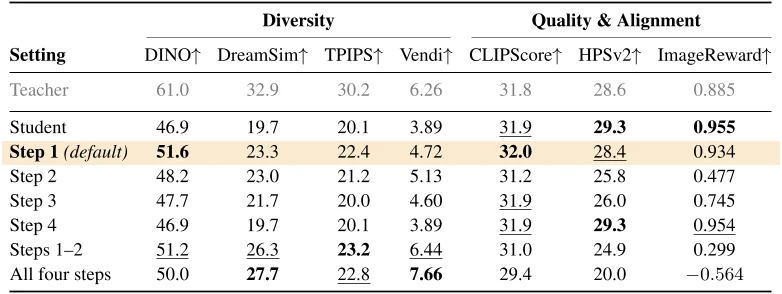 Diversity Quality & Alignment
Setting DINO↑ DreamSim↑ TPIPS↑ Vendi↑ CLIPScore↑ HPSv2↑ ImageReward↑
Teacher 61.0 32.9 30.2 6.26 31.8 28.6 0.885
Student 46.9 19.7 20.1 3.89 31.9 29.3 0.955
Step 1 (default) 51.6 23.3 22.4 4.72 32.0 28.4 0.934
Step 2 48.2 23.0 21.2 5.13 31.2 25.8 0.477
Step 3 47.7 21.7 20.0 4.60 31.9 26.0 0.745
Step 4 46.9 19.7 20.1 3.89 31.9 29.3 0.954
Steps 1–2 51.2 26.3 23.2 6.44 31.0 24.9 0.299
All four steps 50.0 27.7 22.8 7.66 29.4 20.0 −0.564